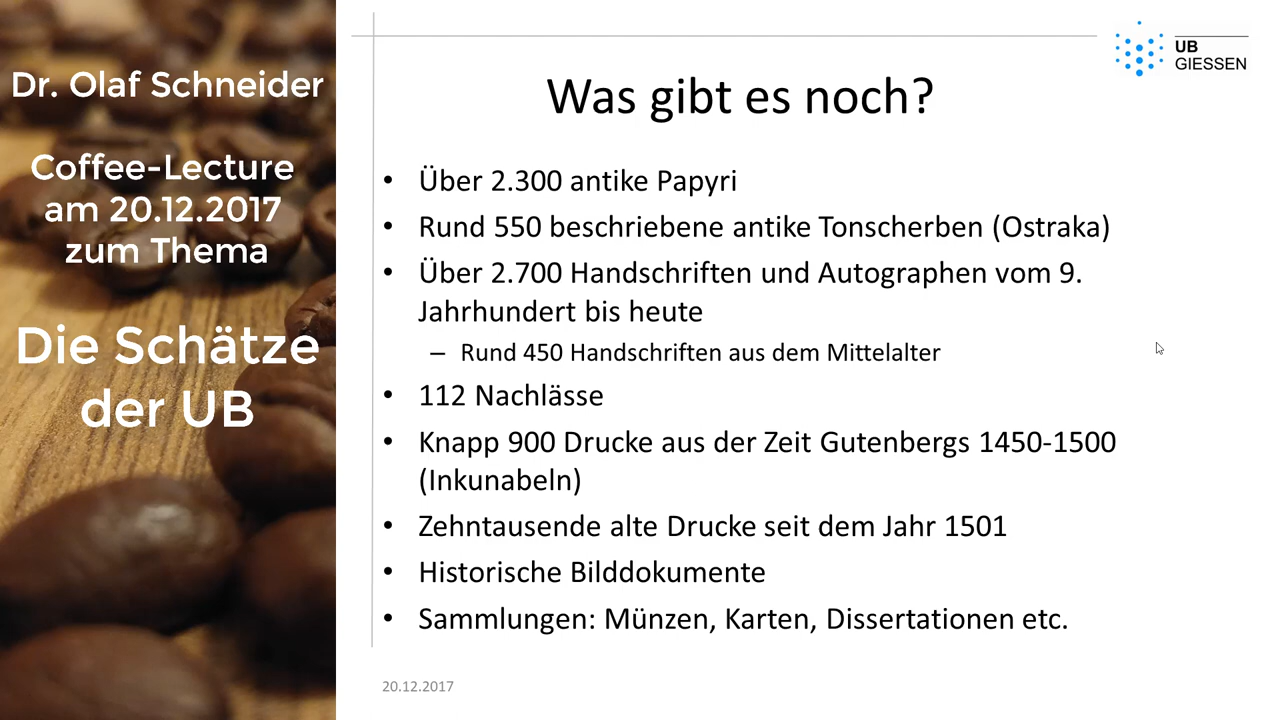 Dr. Olaf Schneider
Coffee-Lecture
am 20.12.2017
zum Thema
Die Schätze
der UB
UB
GIESSEN
Was gibt es noch?
• Über 2.300 antike Papyri
• Rund 550 beschriebene antike Tonscherben (Ostraka)
• Über 2.700 Handschriften und Autographen vom 9.
Jahrhundert bis heute
– Rund 450 Handschriften aus dem Mittelalter
• 112 Nachlässe
• Knapp 900 Drucke aus der Zeit Gutenbergs 1450-1500
(Inkunabeln)
• Zehntausende alte Drucke seit dem Jahr 1501
• Historische Bilddokumente
• Sammlungen: Münzen, Karten, Dissertationen etc.
20.12.2017